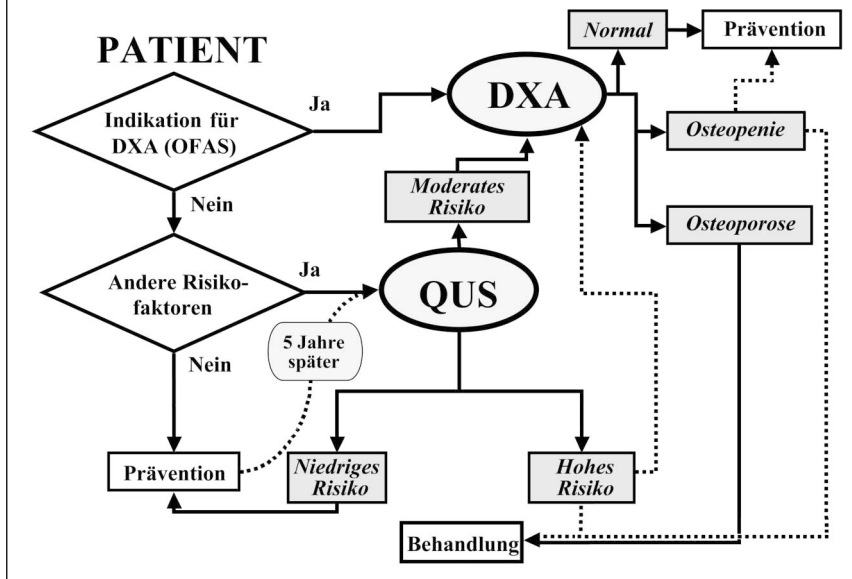 PATIENT
Indikation für
DXA (OFAS)
Ja
DXA
Normal
Prävention
Osteopenie
Osteoporose
Nein
Moderates
Risiko
Andere Risiko-
faktoren
Ja
QUS
5 Jahre
später
Nein
Prävention
Niedriges
Risiko
Hohes
Risiko
Behandlung